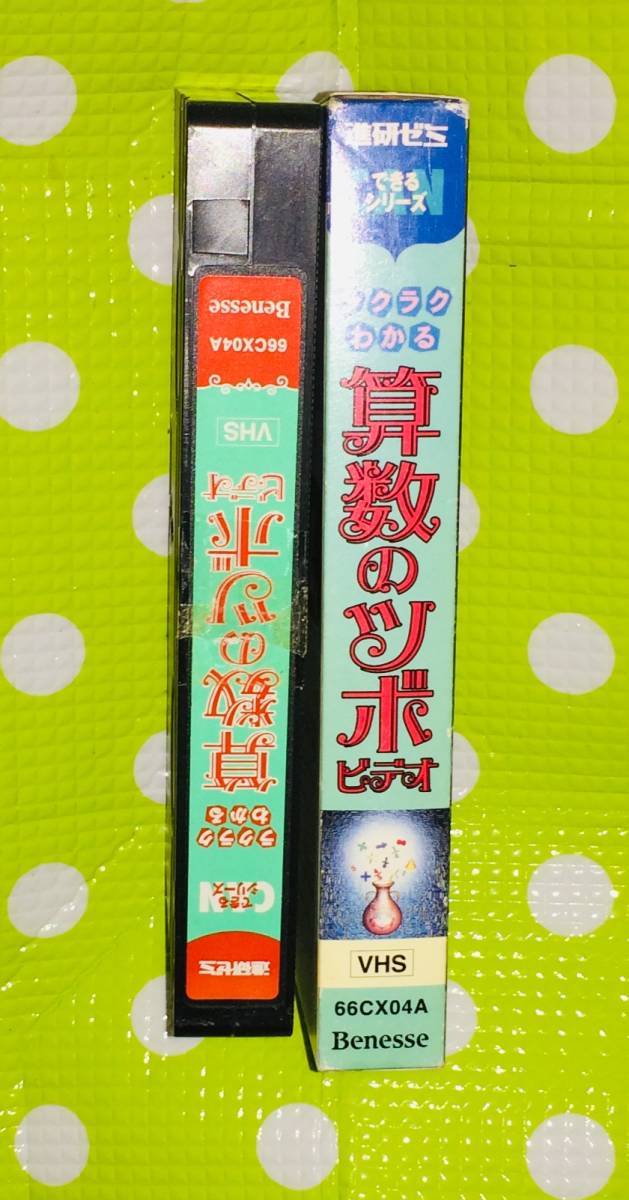 進研ゼミ
できる
シリーズ
ラクラク
わかる
算数のツボ
ビデオ
VHS
66CX04A
Benesse
進研ゼミ
CAN
できる
シリーズ
ラクラク
わかる
算数のツボ
ビデオ
VHS
66CX04A
Benesse